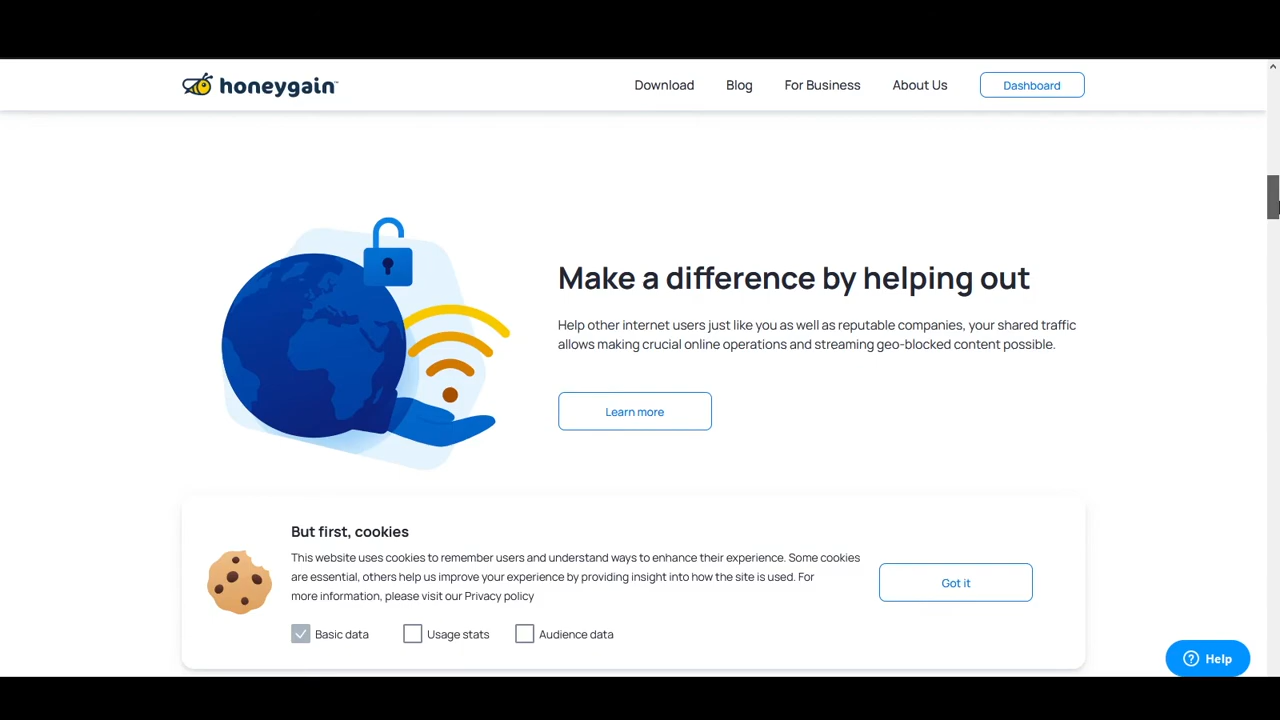 honeygain™
Download
Blog
For Business
About Us
Dashboard
Make a difference by helping out
Help other internet users just like you as well as reputable companies, your shared traffic
allows making crucial online operations and streaming geo-blocked content possible.
Learn more
But first, cookies
This website uses cookies to remember users and understand ways to enhance their experience. Some cookies
are essential, others help us improve your experience by providing insight into how the site is used. For
more information, please visit our Privacy policy
Got it
Basic data
Usage stats
Audience data
? Help